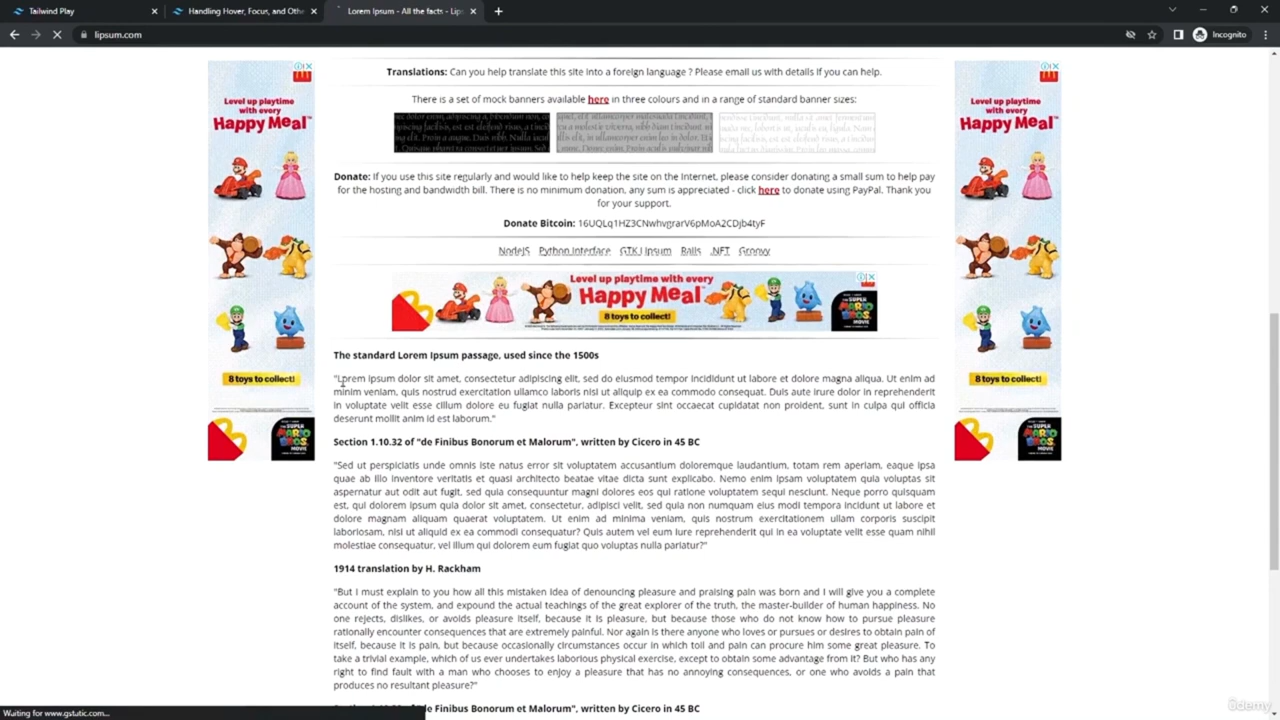 Tailwind Play
Handling Hover, Focus, and Othe
Lorem Ipsum - All the facts - Lips
lipsum.com
Incognito
Translations: Can you help translate this site into a foreign language ? Please email us with details if you can help.
There is a set of mock banners available here in three colours and in a range of standard banner sizes:
Donate: If you use this site regularly and would like to help keep the site on the Internet, please consider donating a small sum to help pay
for the hosting and bandwidth bill. There is no minimum donation, any sum is appreciated - click here to donate using PayPal. Thank you
for your support.
Donate Bitcoin: 16UQLq1HZ3CNwhvgrarV6pMoA2CDjb4tyF
NodeJS Python Interface GTK Lipsum Rails .NET Groovy
Level up playtime
with every
Happy Meal
8 toys to collect!
THE SUPER
MARIO
BROS.
MOVIE
Level up playtime with every
Happy Meal
8 toys to collect!
THE SUPER
MARIO
BROS.
MOVIE
Level up playtime
with every
Happy Meal
8 toys to collect!
THE SUPER
MARIO
BROS.
MOVIE
The standard Lorem Ipsum passage, used since the 1500s
"Lorem ipsum dolor sit amet, consectetur adipiscing elit, sed do eiusmod tempor incididunt ut labore et dolore magna aliqua. Ut enim ad
minim veniam, quis nostrud exercitation ullamco laboris nisi ut aliquip ex ea commodo consequat. Duis aute irure dolor in reprehenderit
in voluptate velit esse cillum dolore eu fugiat nulla pariatur. Excepteur sint occaecat cupidatat non proident, sunt in culpa qui officia
deserunt mollit anim id est laborum."
Section 1.10.32 of "de Finibus Bonorum et Malorum", written by Cicero in 45 BC
"Sed ut perspiciatis unde omnis iste natus error sit voluptatem accusantium doloremque laudantium, totam rem aperiam, eaque ipsa
quae ab illo inventore veritatis et quasi architecto beatae vitae dicta sunt explicabo. Nemo enim ipsam voluptatem quia voluptas sit
aspernatur aut odit aut fugit, sed quia consequuntur magni dolores eos qui ratione voluptatem sequi nesciunt. Neque porro quisquam
est, qui dolorem ipsum quia dolor sit amet, consectetur, adipisci velit, sed quia non numquam eius modi tempora incidunt ut labore et
dolore magnam aliquam quaerat voluptatem. Ut enim ad minima veniam, quis nostrum exercitationem ullam corporis suscipit
laboriosam, nisi ut aliquid ex ea commodi consequatur? Quis autem vel eum iure reprehenderit qui in ea voluptate velit esse quam nihil
molestiae consequatur, vel illum qui dolorem eum fugiat quo voluptas nulla pariatur?"
1914 translation by H. Rackham
"But I must explain to you how all this mistaken idea of denouncing pleasure and praising pain was born and I will give you a complete
account of the system, and expound the actual teachings of the great explorer of the truth, the master-builder of human happiness. No
one rejects, dislikes, or avoids pleasure itself, because it is pleasure, but because those who do not know how to pursue pleasure
rationally encounter consequences that are extremely painful. Nor again is there anyone who loves or pursues or desires to obtain pain of
itself, because it is pain, but because occasionally circumstances occur in which toil and pain can procure him some great pleasure. To
take a trivial example, which of us ever undertakes laborious physical exercise, except to obtain some advantage from it? But who has any
right to find fault with a man who chooses to enjoy a pleasure that has no annoying consequences, or one who avoids a pain that
produces no resultant pleasure?"
"de Finibus Bonorum et Malorum", written by Cicero in 45 BC
Waiting for www.gstatic.com...
ûdemy